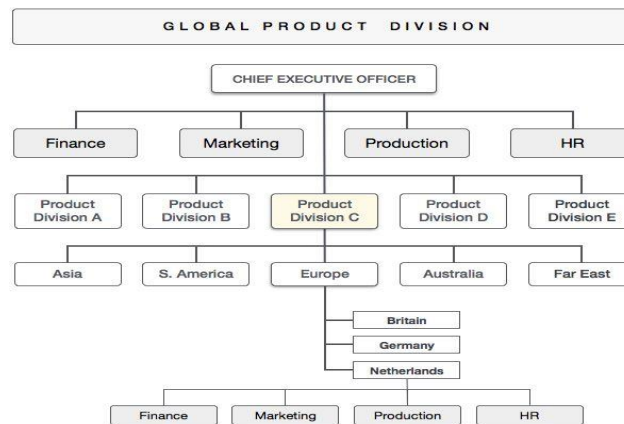 GLOBAL PRODUCT DIVISION
CHIEF EXECUTIVE OFFICER
Finance
Marketing
Production
HR
Product
Division A
Product
Division B
Product
Division C
Product
Division D
Product
Division E
Asia
S. America
Europe
Australia
Far East
Britain
Germany
Netherlands
Finance
Marketing
Production
HR